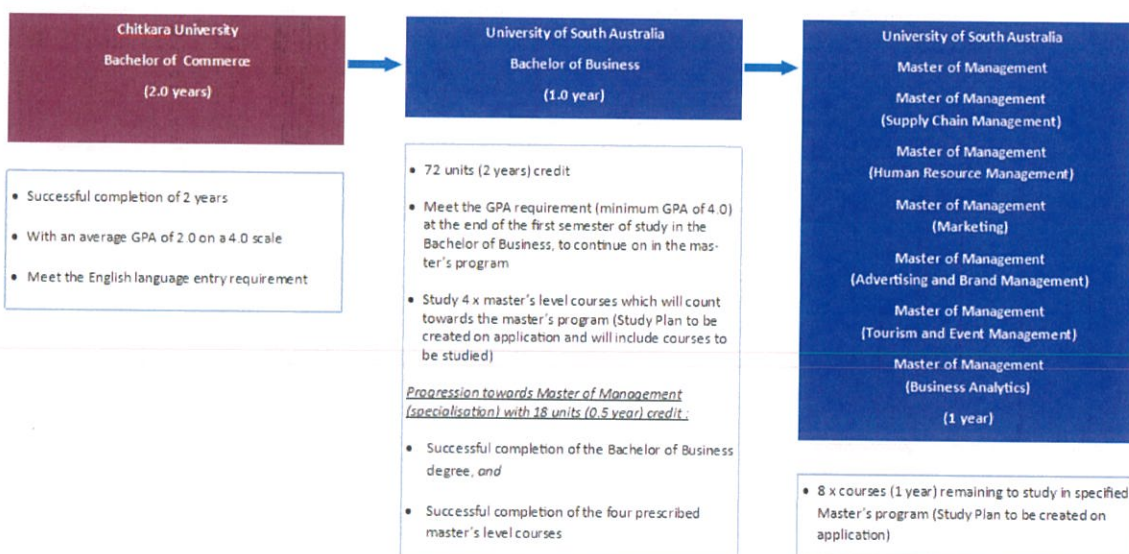 Chitkara University
Bachelor of Commerce
(2.0 years)
• Successful completion of 2 years
• With an average GPA of 2.0 on a 4.0 scale
• Meet the English language entry requirement
University of South Australia
Bachelor of Business
(1.0 year)
• 72 units (2 years) credit
• Meet the GPA requirement (minimum GPA of 4.0)
at the end of the first semester of study in the
Bachelor of Business, to continue on in the mas-
ter's program
• Study 4 x master's level courses which will count
towards the master's program (Study Plan to be
created on application and will include courses to
be studied)
Progression towards Master of Management
(specialisation) with 18 units (0.5 year) credit :
• Successful completion of the Bachelor of Business
degree, and
• Successful completion of the four prescribed
master's level courses
University of South Australia
Master of Management
Master of Management
(Supply Chain Management)
Master of Management
(Human Resource Management)
Master of Management
(Marketing)
Master of Management
(Advertising and Brand Management)
Master of Management
(Tourism and Event Management)
Master of Management
(Business Analytics)
(1 year)
• 8 x courses (1 year) remaining to study in specified
Master's program (Study Plan to be created on
application)